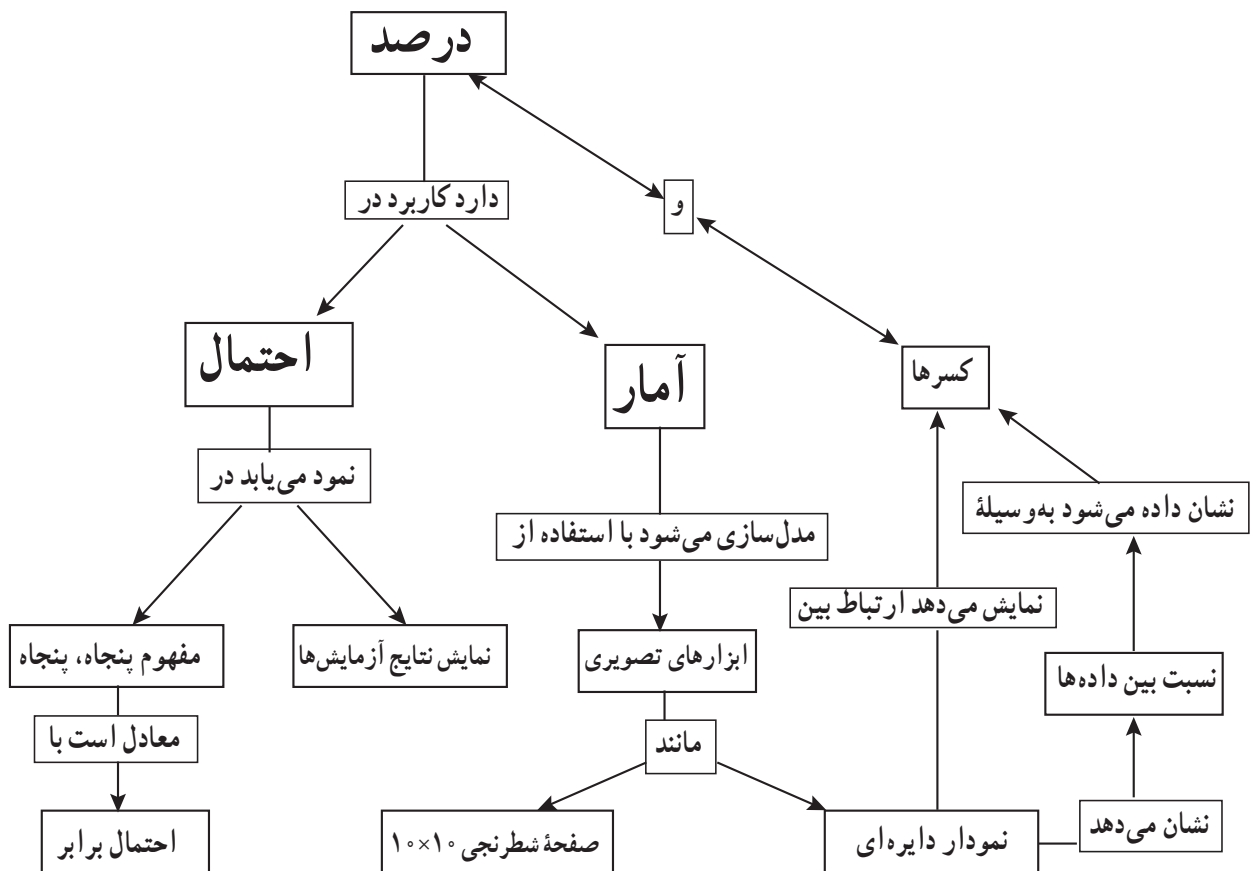 درصد
دارد کاربرد در
و
احتمال
آمار
کسرها
نمود می‌یابد در
مدل‌سازی می‌شود با استفاده از
نشان داده می‌شود به‌وسیلهٔ
نمایش می‌دهد ارتباط بین
مفهوم پنجاه، پنجاه
نمایش نتایج آزمایش‌ها
ابزارهای تصویری
نسبت بین داده‌ها
معادل است با
مانند
احتمال برابر
صفحهٔ شطرنجی ۱۰×۱۰
نمودار دایره‌ای
نشان می‌دهد